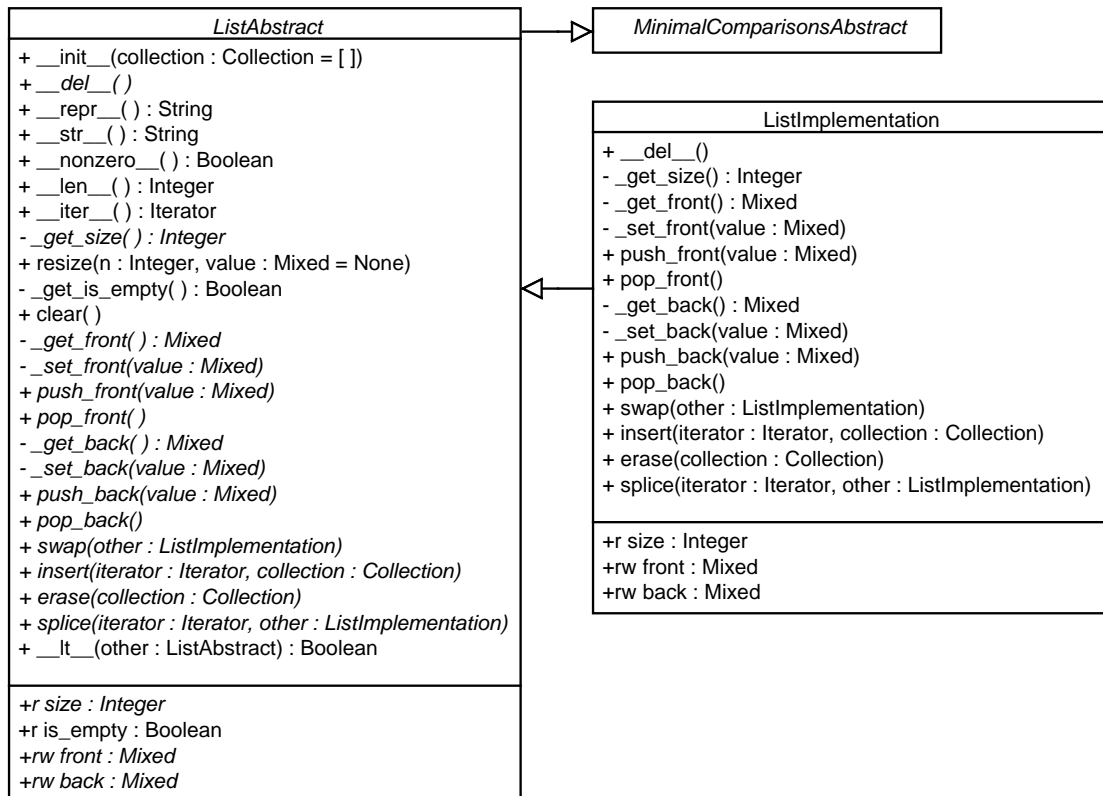 ListAbstract
+ __init__(collection : Collection = [ ])
+ __del__( )
+ __repr__( ) : String
+ __str__( ) : String
+ __nonzero__( ) : Boolean
+ __len__( ) : Integer
+ __iter__( ) : Iterator
- _get_size( ) : Integer
+ resize(n : Integer, value : Mixed = None)
- _get_is_empty( ) : Boolean
+ clear( )
- _get_front( ) : Mixed
- _set_front(value : Mixed)
+ push_front(value : Mixed)
+ pop_front( )
- _get_back( ) : Mixed
- _set_back(value : Mixed)
+ push_back(value : Mixed)
+ pop_back()
+ swap(other : ListImplementation)
+ insert(iterator : Iterator, collection : Collection)
+ erase(collection : Collection)
+ splice(iterator : Iterator, other : ListImplementation)
+ __lt__(other : ListAbstract) : Boolean
+r size : Integer
+r is_empty : Boolean
+rw front : Mixed
+rw back : Mixed
MinimalComparisonsAbstract
ListImplementation
+ __del__()
- _get_size() : Integer
- _get_front() : Mixed
- _set_front(value : Mixed)
+ push_front(value : Mixed)
+ pop_front()
- _get_back() : Mixed
- _set_back(value : Mixed)
+ push_back(value : Mixed)
+ pop_back()
+ swap(other : ListImplementation)
+ insert(iterator : Iterator, collection : Collection)
+ erase(collection : Collection)
+ splice(iterator : Iterator, other : ListImplementation)
+r size : Integer
+rw front : Mixed
+rw back : Mixed